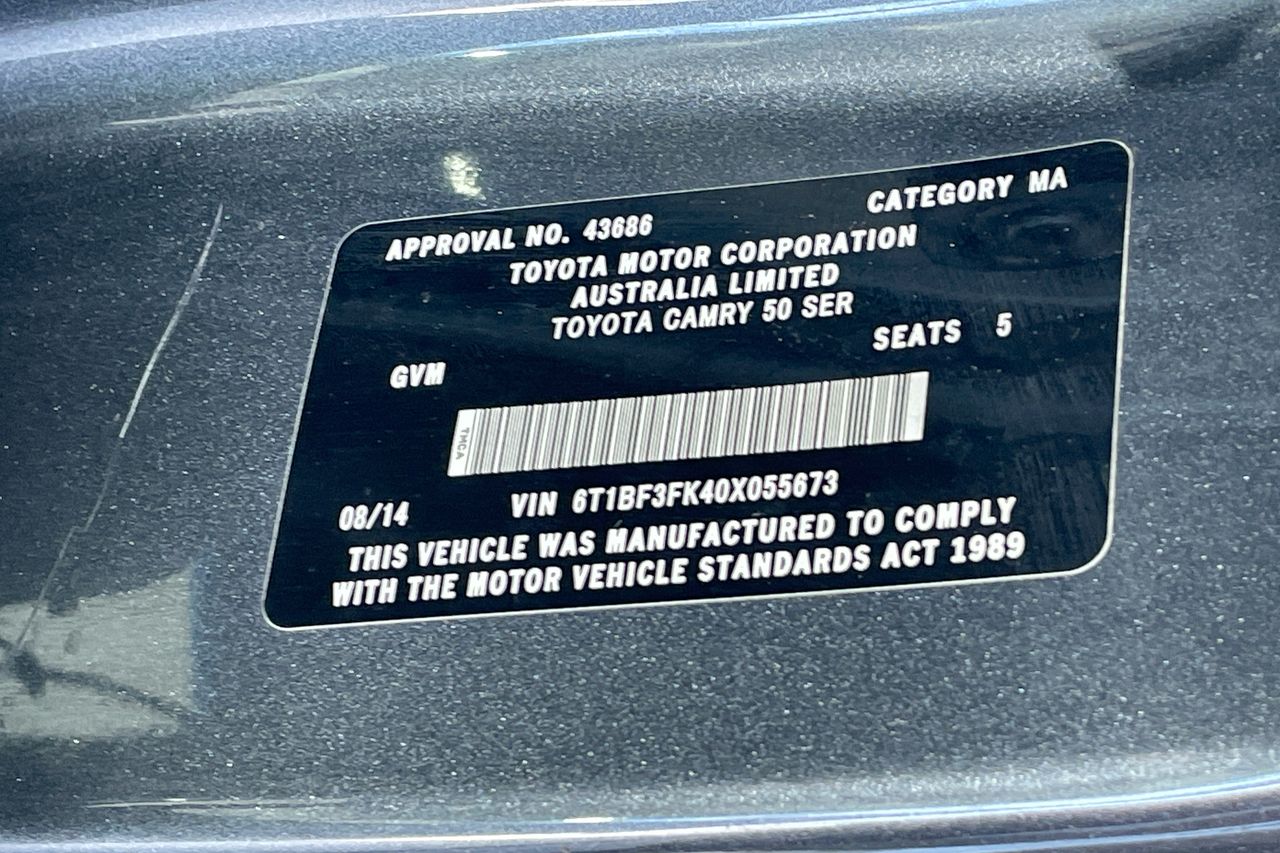 APPROVAL NO. 43686 CATEGORY MA
TOYOTA MOTOR CORPORATION
AUSTRALIA LIMITED
TOYOTA CAMRY 50 SER
GVM SEATS 5
TMCA
08/14 VIN 6T1BF3FK40X055673
THIS VEHICLE WAS MANUFACTURED TO COMPLY
WITH THE MOTOR VEHICLE STANDARDS ACT 1989